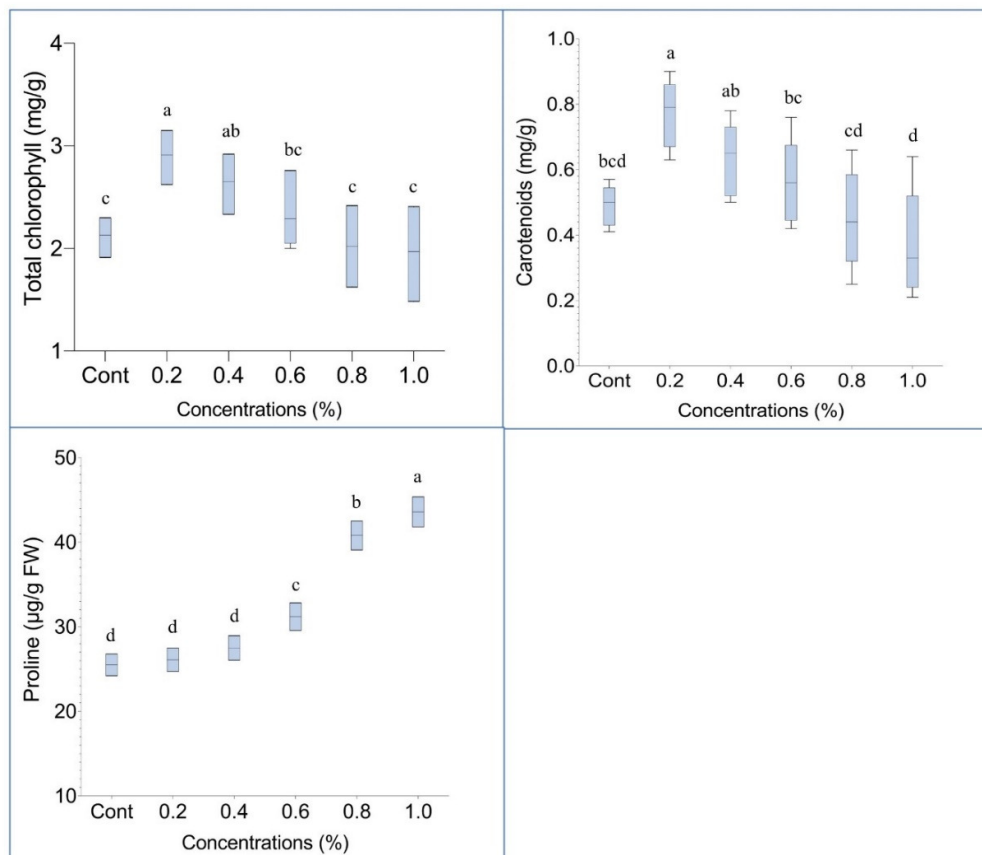 Total chlorophyll (mg/g)
4
3
2
1
c
a
ab
bc
c
c
Cont 0.2 0.4 0.6 0.8 1.0
Concentrations (%)
Carotenoids (mg/g)
1.0
0.8
0.6
0.4
0.2
0.0
bcd
a
ab
bc
cd
d
Cont 0.2 0.4 0.6 0.8 1.0
Concentrations (%)
Proline (µg/g FW)
50
40
30
20
10
d
d
d
c
b
a
Cont 0.2 0.4 0.6 0.8 1.0
Concentrations (%)